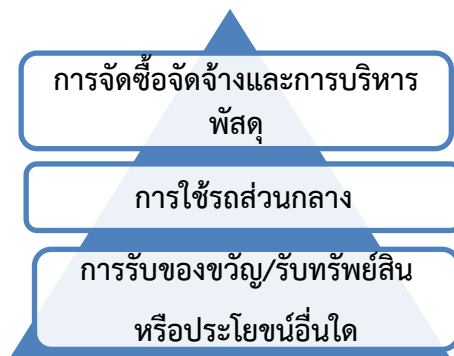 การจัดซื้อจัดจ้างและการบริหาร
พัสดุ
การใช้รถส่วนกลาง
การรับของขวัญ/รับทรัพย์สิน
หรือประโยชน์อื่นใด